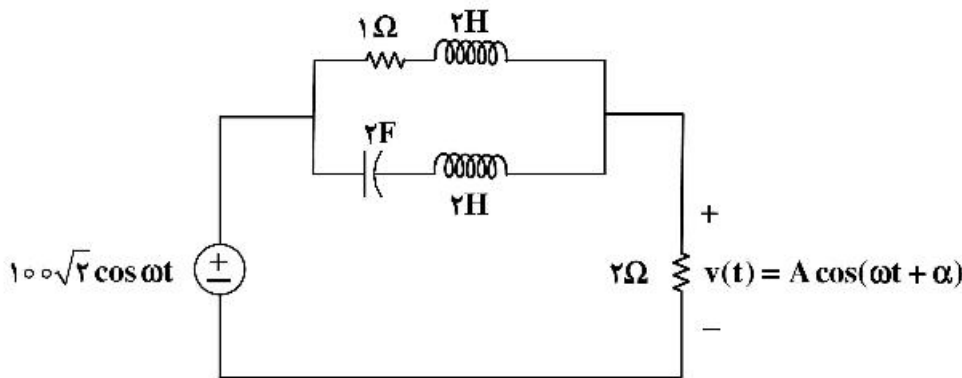 ۱Ω
۲H
۲F
۲H
۱۰۰√۲ cos ωt
+
−
۲Ω
+
v(t) = A cos(ωt + α)
−